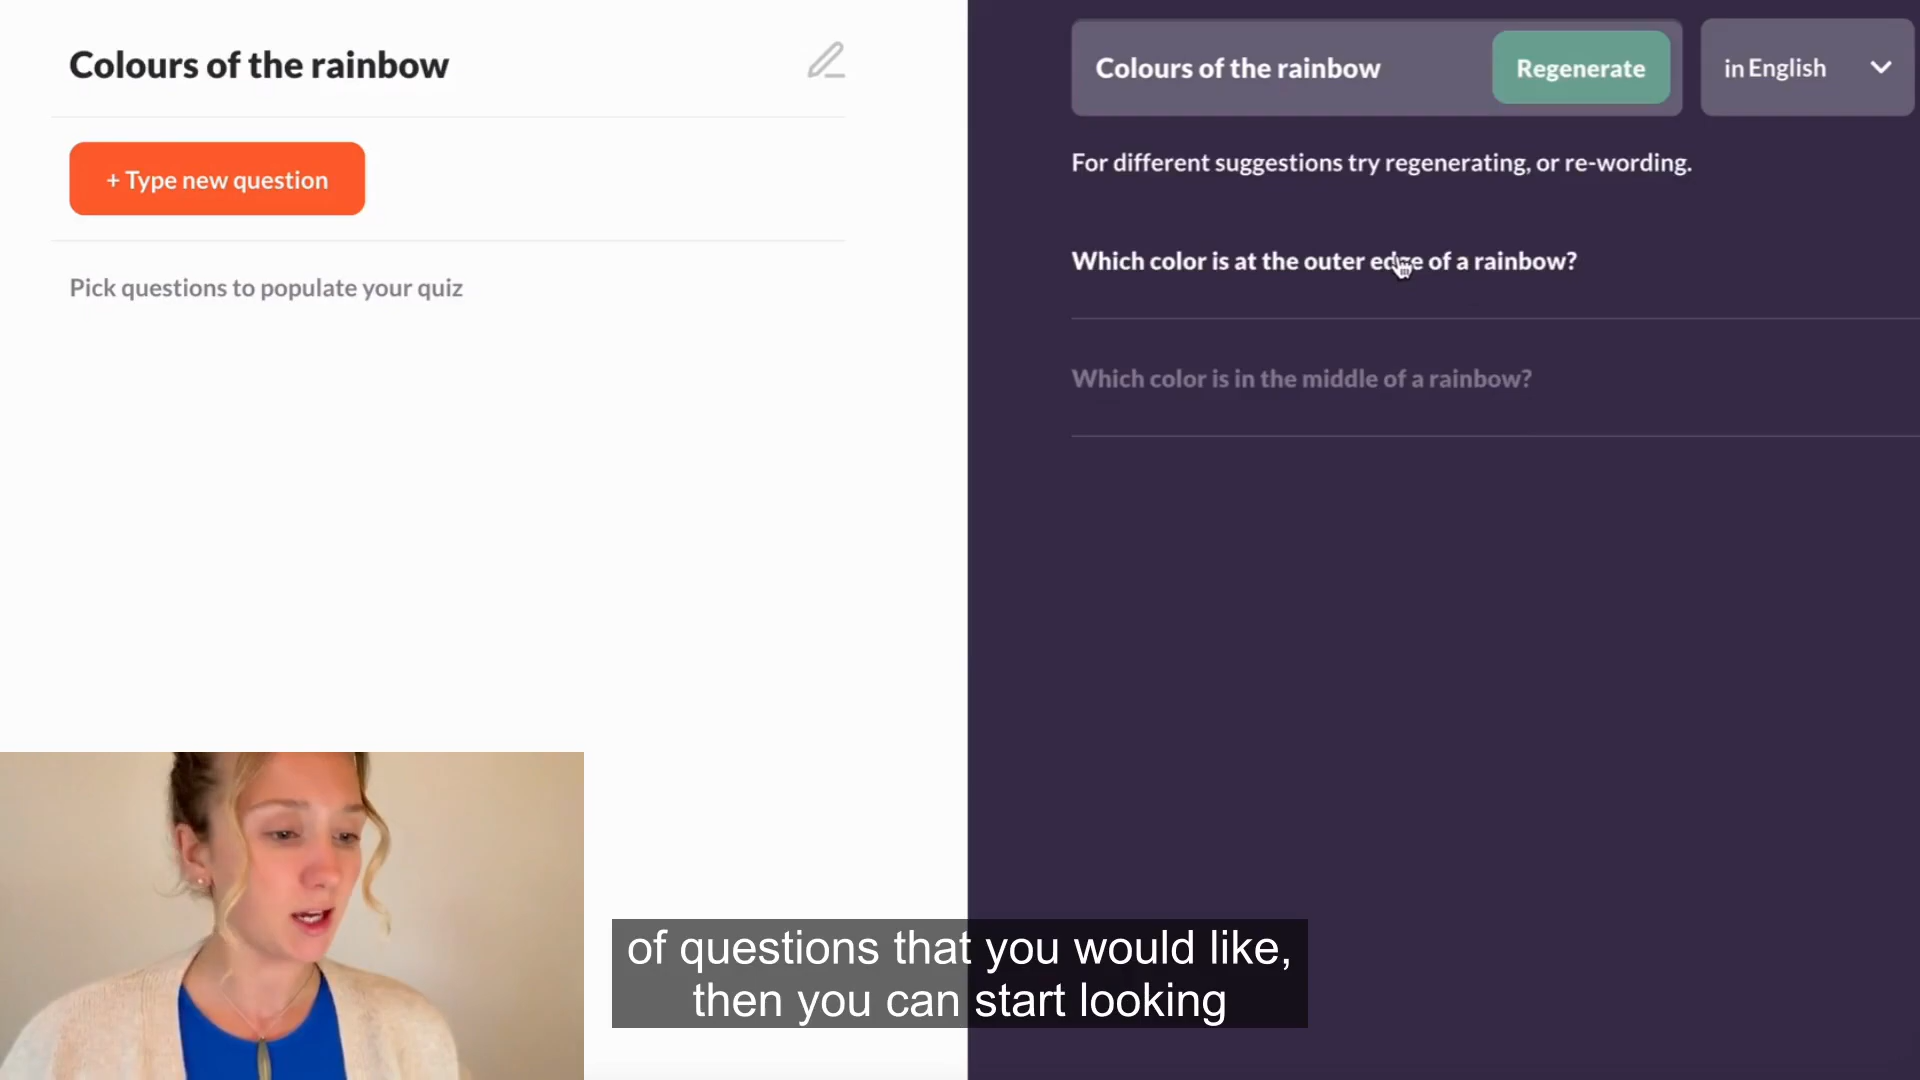 Colours of the rainbow
+ Type new question
Pick questions to populate your quiz
Colours of the rainbow
Regenerate
in English
For different suggestions try regenerating, or re-wording.
Which color is at the outer edge of a rainbow?
Which color is in the middle of a rainbow?
of questions that you would like,
then you can start looking